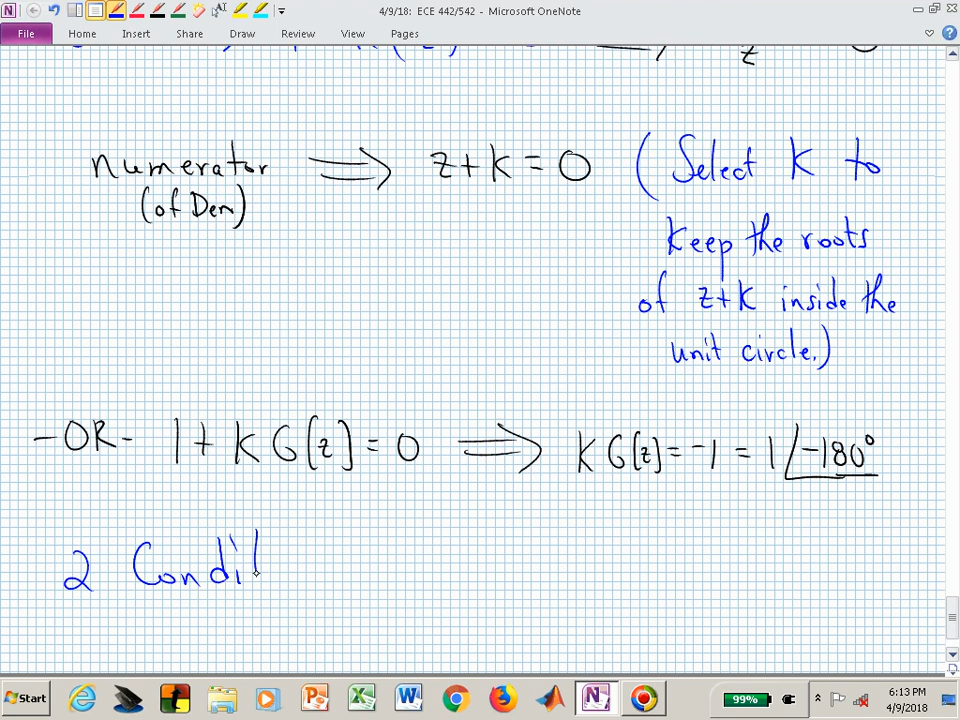 4/9/18: ECE 442/542 - Microsoft OneNote
File Home Insert Share Draw Review View Pages
numerator ⟹ z+k=0 (Select K to
(of Den)
keep the roots
of z+k inside the
unit circle.)
-OR- 1+KG(z)=0 ⟹ KG(z)=-1=1∠-180°
2 Condit
Start
99%
6:13 PM
4/9/2018